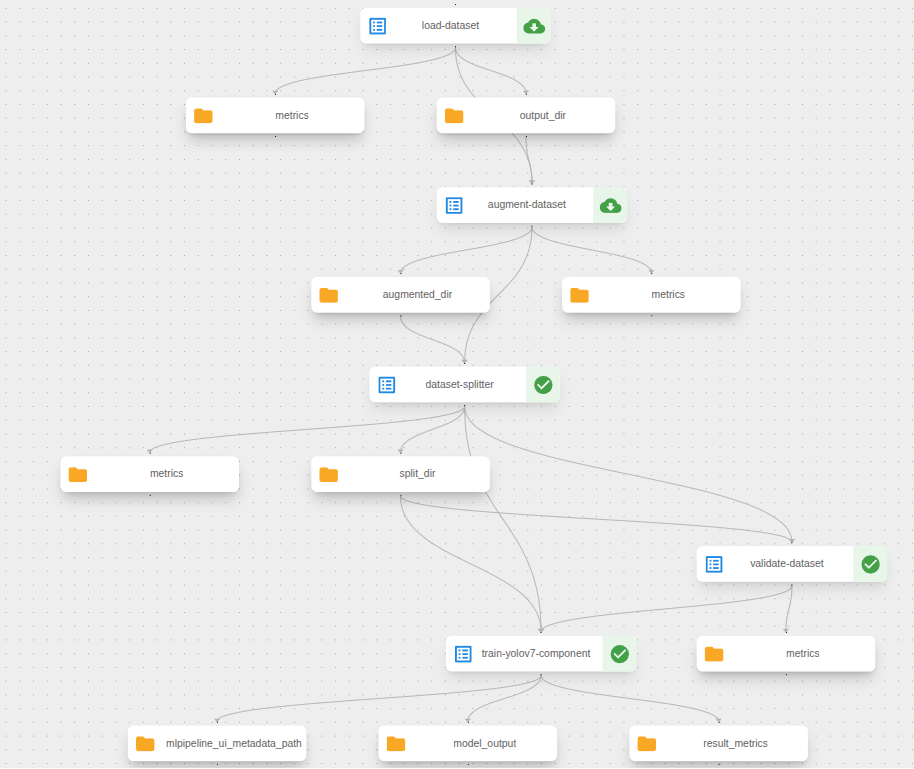 load-dataset
metrics
output_dir
augment-dataset
augmented_dir
metrics
dataset-splitter
metrics
split_dir
validate-dataset
train-yolov7-component
metrics
mlpipeline_ui_metadata_path
model_output
result_metrics